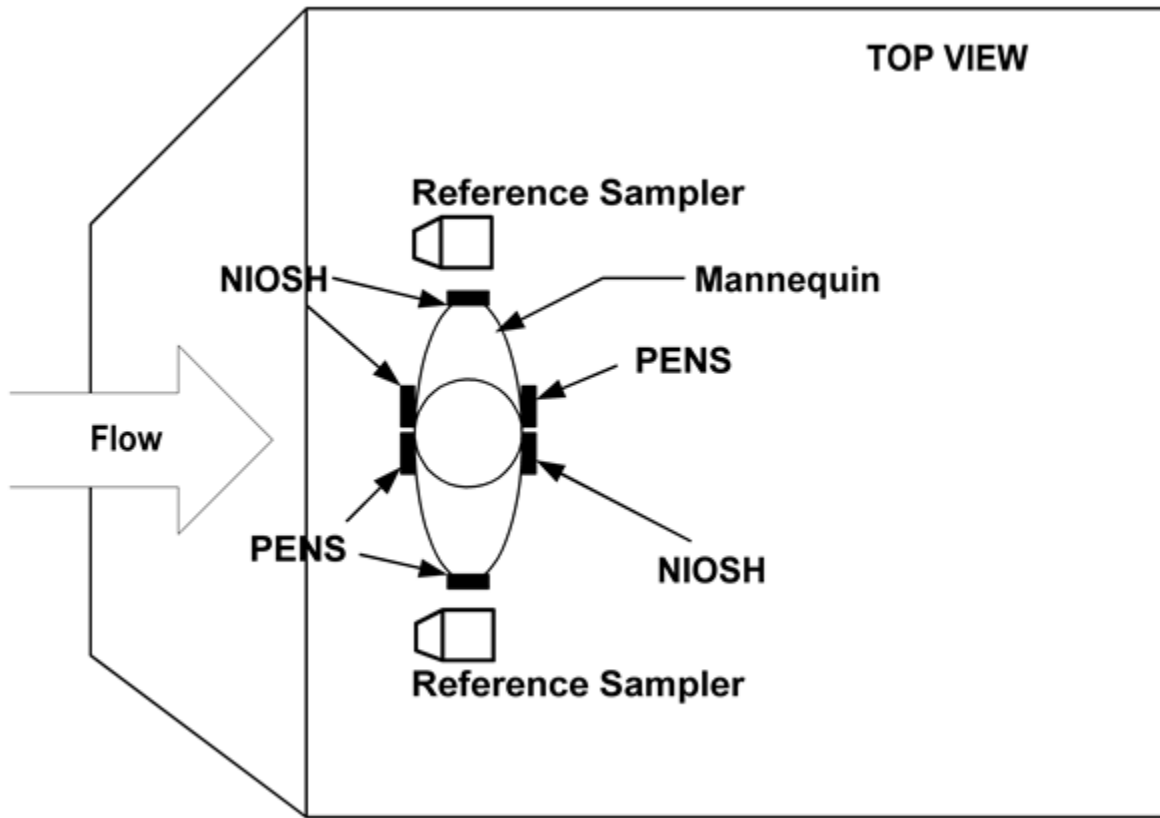 TOP VIEW
Reference Sampler
NIOSH
Mannequin
PENS
Flow
PENS
NIOSH
Reference Sampler